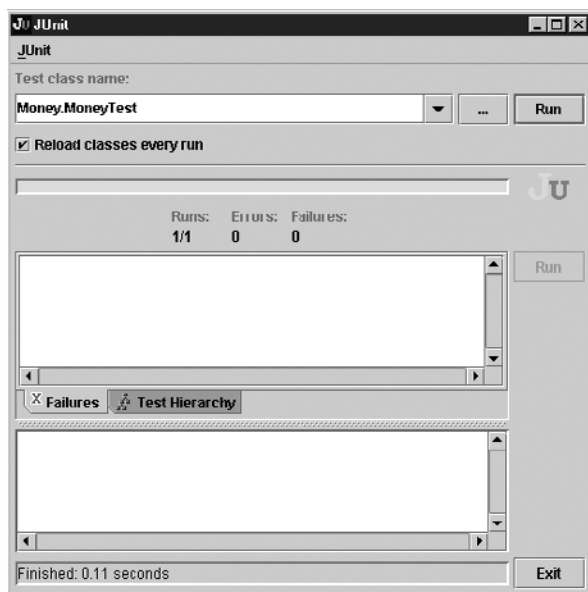 JU JUnit
JUnit
Test class name:
Money.MoneyTest
...
Run
Reload classes every run
JU
Runs: Errors: Failures:
1/1 0 0
Run
X Failures Test Hierarchy
Finished: 0.11 seconds
Exit